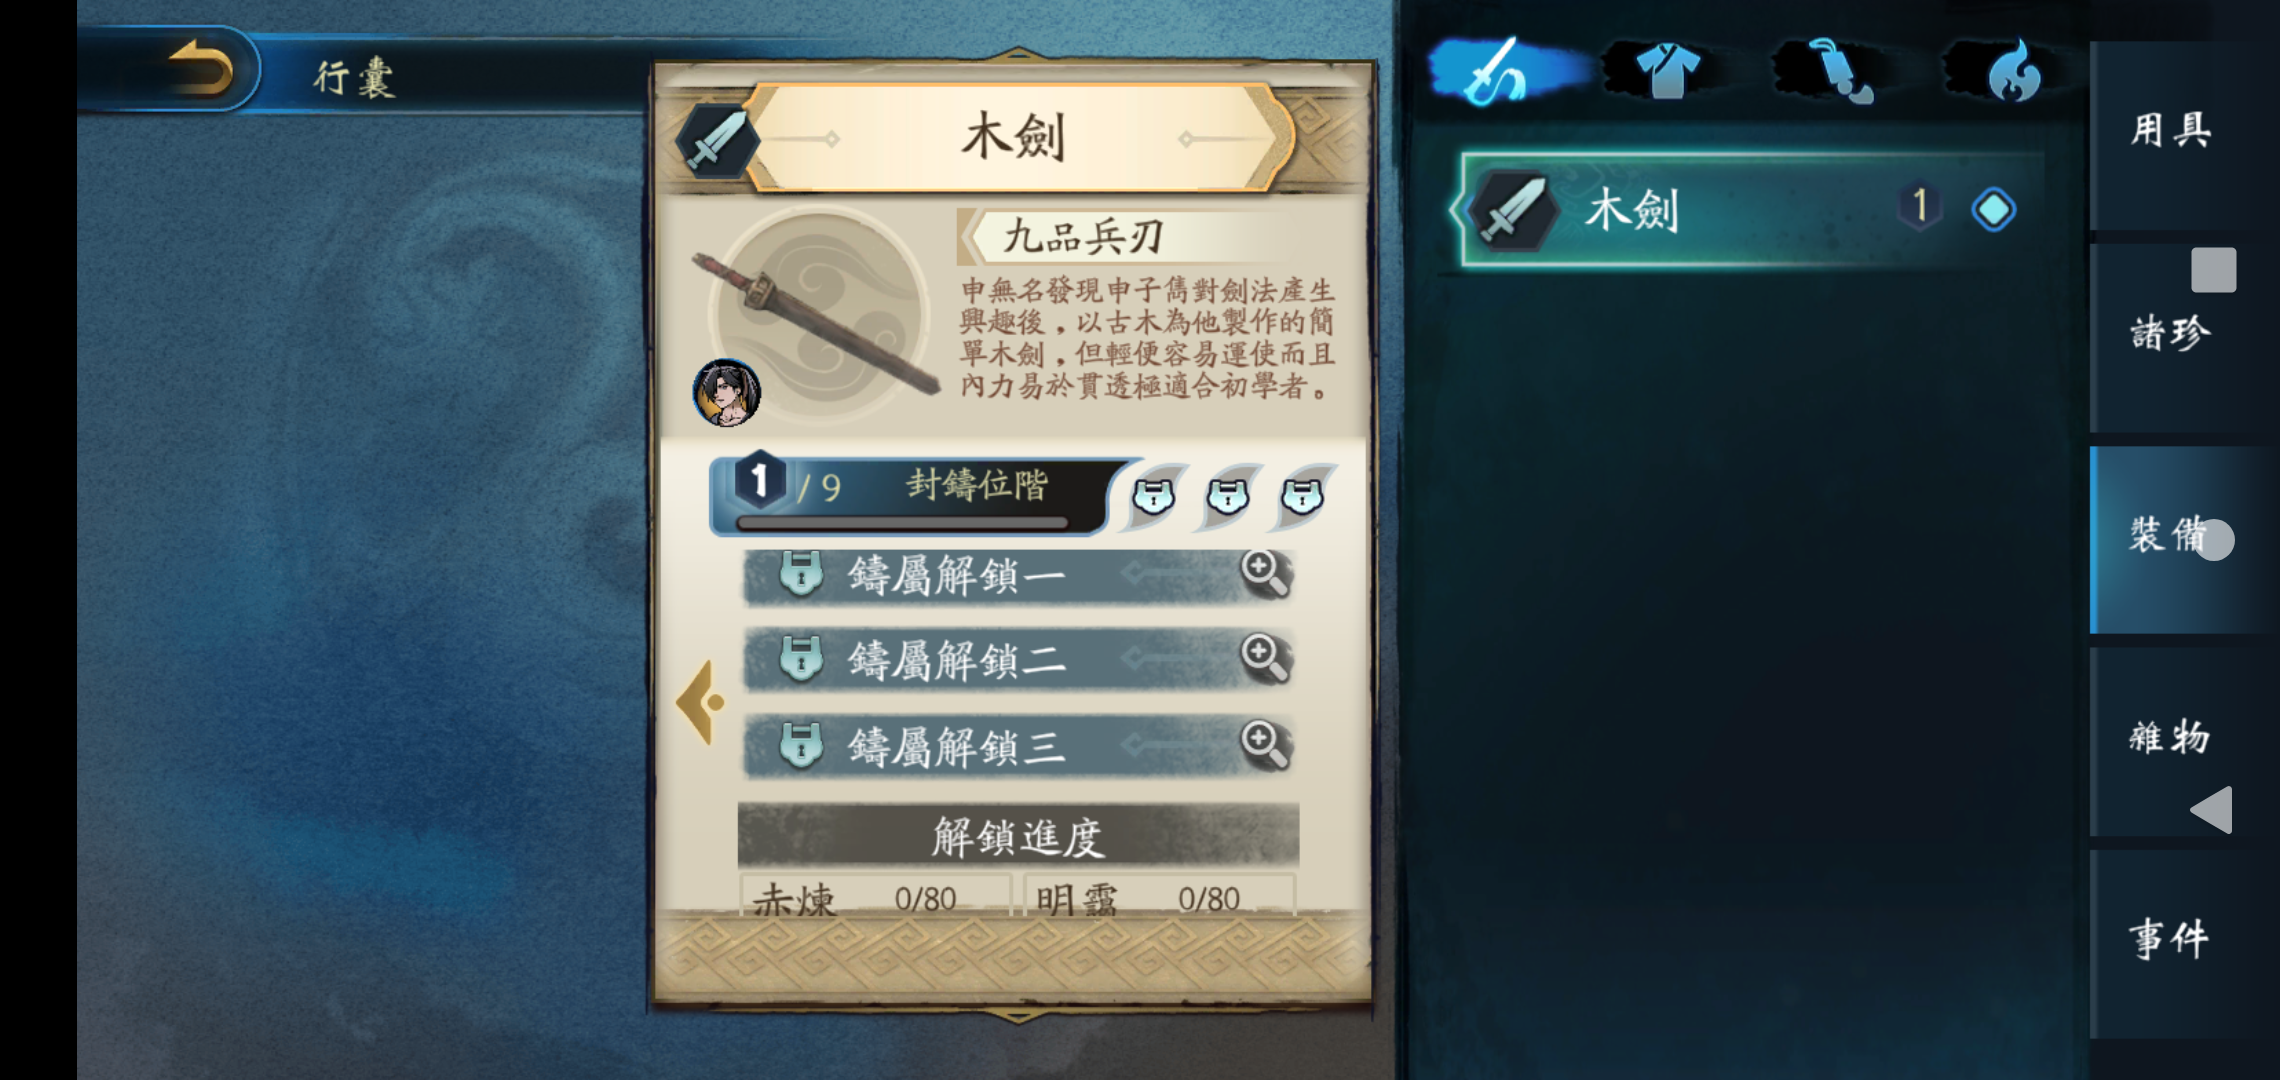 行囊
木劍
九品兵刃
申無名發現申子雋對劍法產生
興趣後，以古木為他製作的簡
單木劍，但輕便容易運使而且
內力易於貫透極適合初學者。
1/9 封鑄位階
鑄屬解鎖一
鑄屬解鎖二
鑄屬解鎖三
解鎖進度
赤煉 0/80 明靄 0/80
木劍 1
用具
諸珍
裝備
雜物
事件